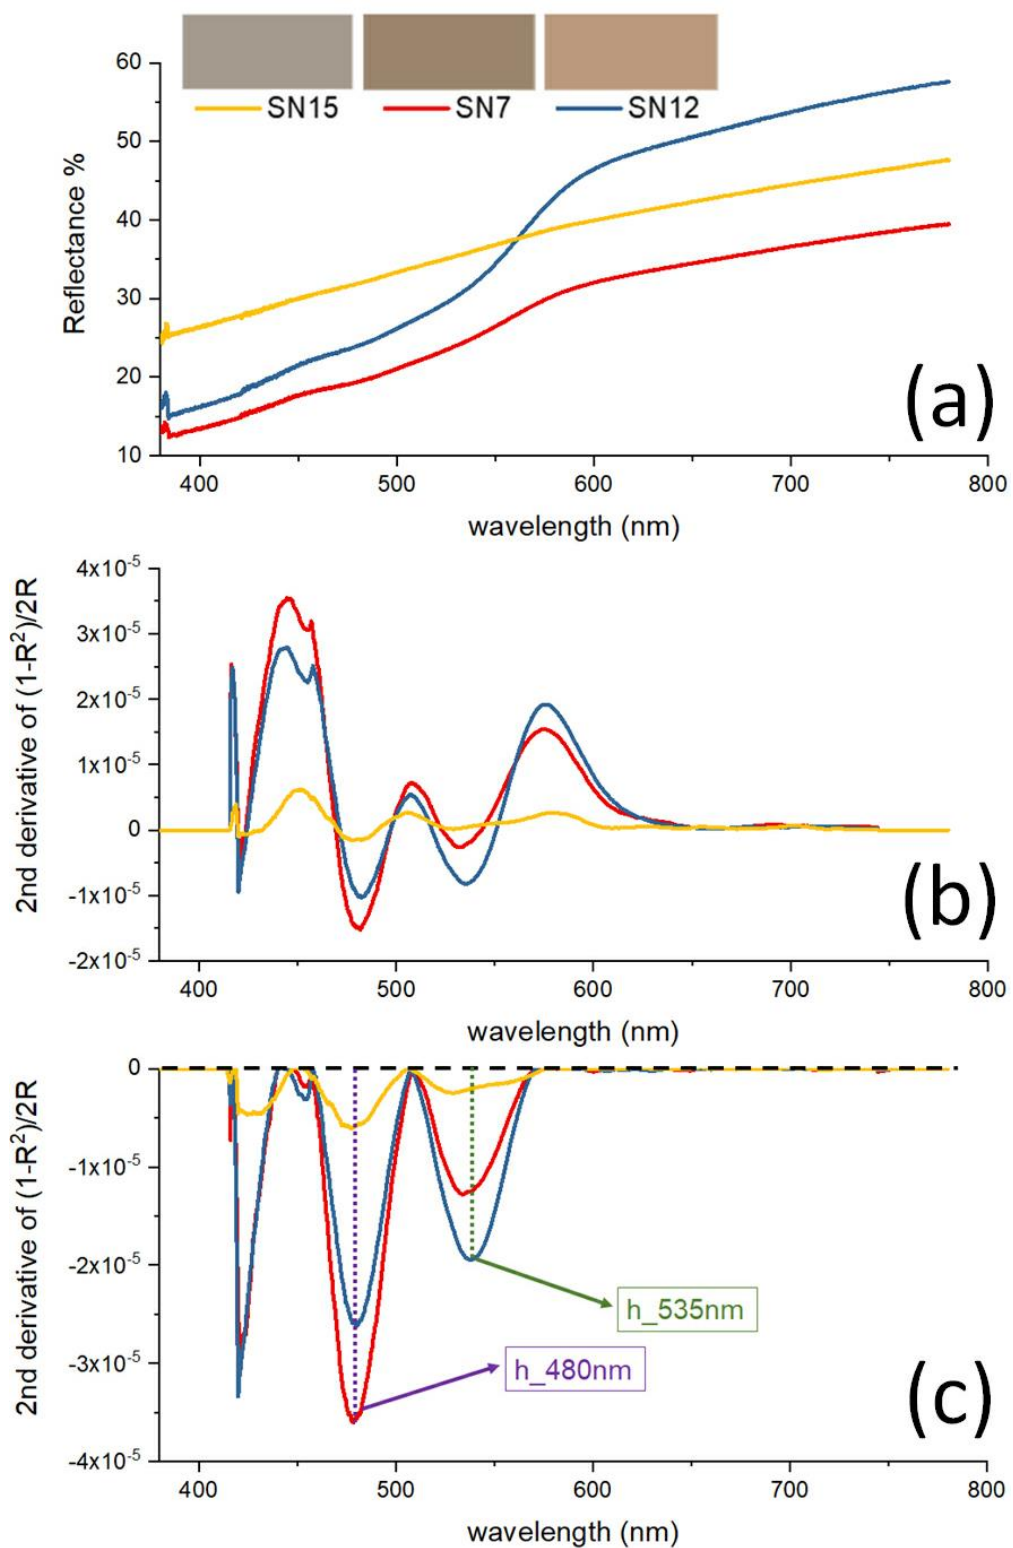 SN15 SN7 SN12
60
50
40
30
20
10
Reflectance %
400 500 600 700 800
wavelength (nm)
(a)
4x10⁻⁵
3x10⁻⁵
2x10⁻⁵
1x10⁻⁵
0
-1x10⁻⁵
-2x10⁻⁵
2nd derivative of (1-R²)/2R
400 500 600 700 800
wavelength (nm)
(b)
0
-1x10⁻⁵
-2x10⁻⁵
-3x10⁻⁵
-4x10⁻⁵
2nd derivative of (1-R²)/2R
h_535nm
h_480nm
400 500 600 700 800
wavelength (nm)
(c)